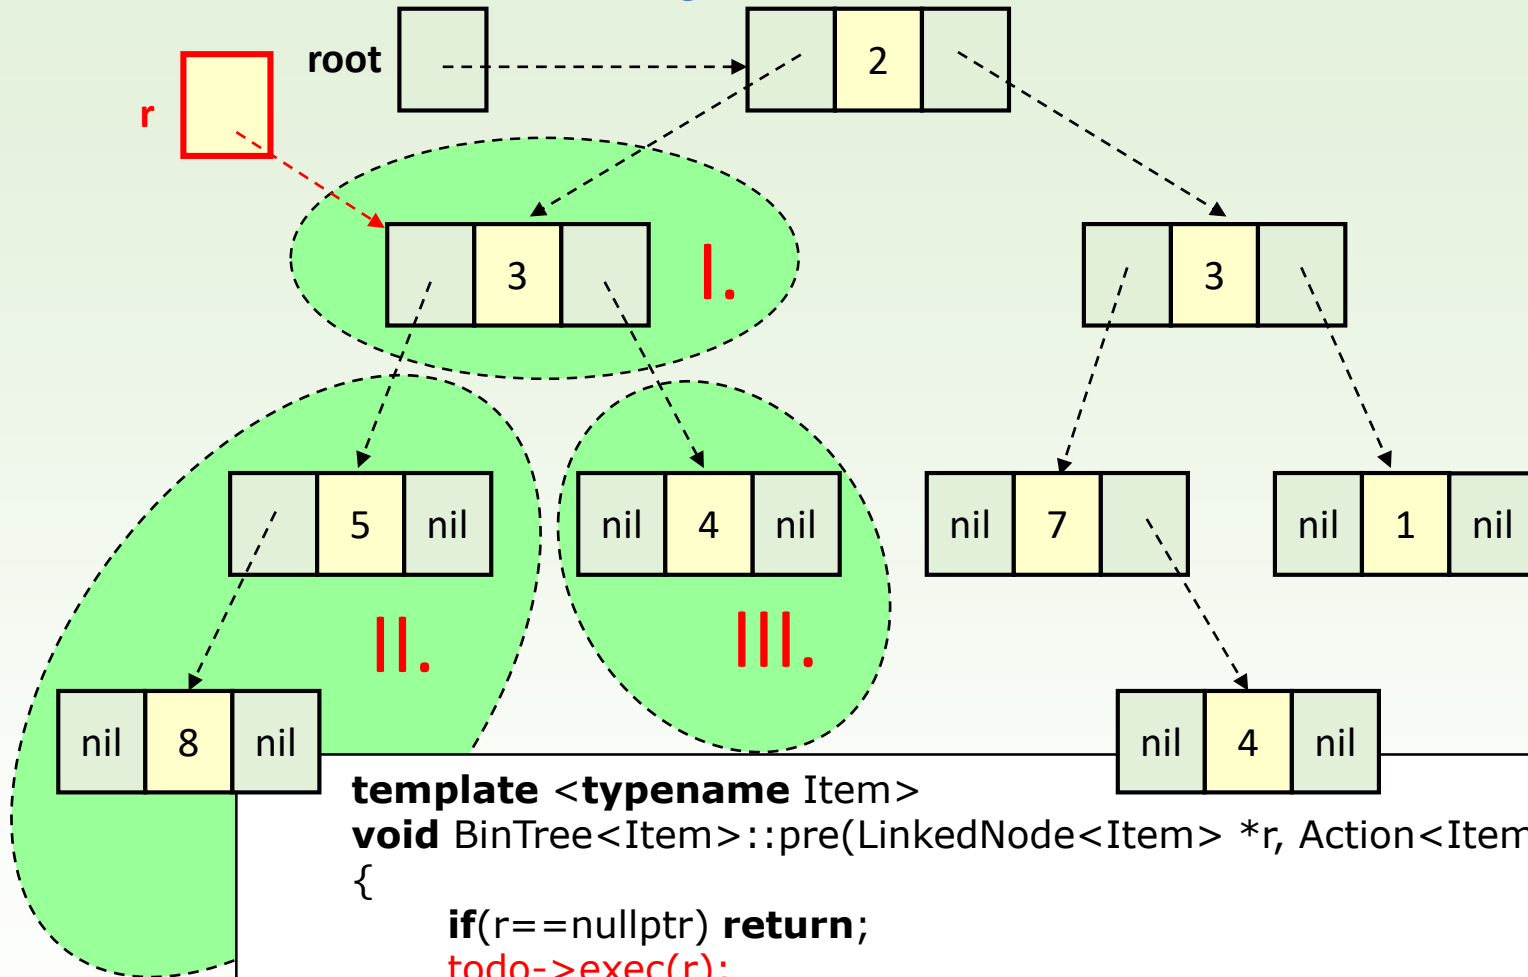 root
2
r
3
I.
3
5 nil
nil 4 nil
nil 7
nil 1 nil
II.
III.
nil 8 nil
nil 4 nil
template <typename Item>
void BinTree<Item>::pre(LinkedNode<Item> *r, Action<Item
{
if(r==nullptr) return;
todo->exec(r);